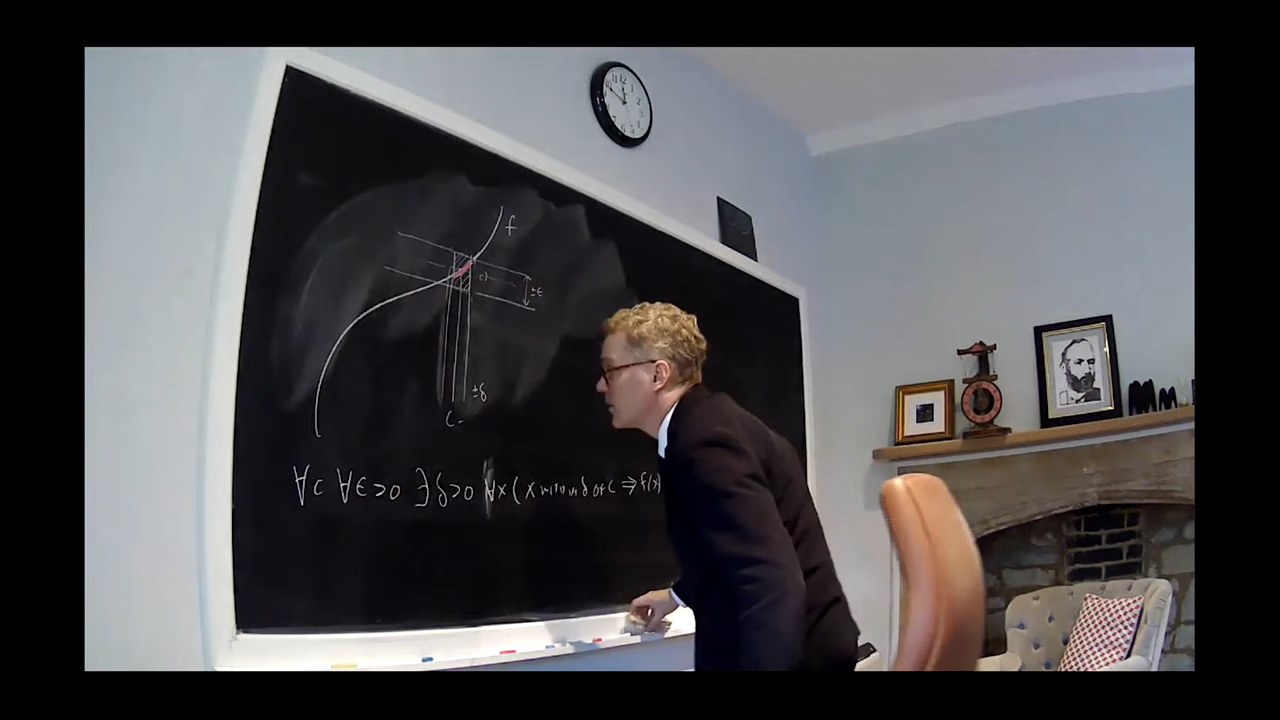 f
±ε
±δ
c
∀c ∀ε>0 ∃δ>0 ∀x (x within δ of c ⇒ f(x)